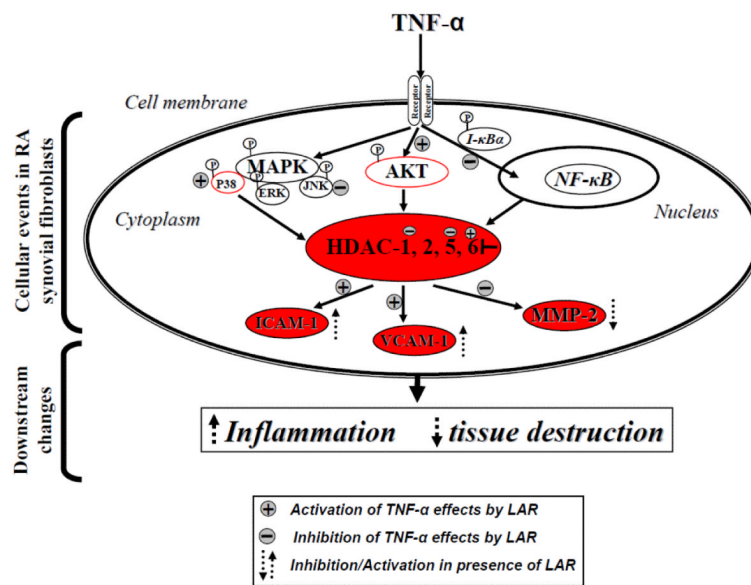 TNF-α
Receptor
Receptor
Cell membrane
P
I-κBα
P
P
P
P
P
MAPK
P38
ERK
JNK
+
-
+
AKT
-
NF-κB
Cytoplasm
Nucleus
- - +
HDAC-1, 2, 5, 6
+
+
-
ICAM-1
VCAM-1
MMP-2
Cellular events in RA
synovial fibroblasts
Downstream
changes
Inflammation tissue destruction
+ Activation of TNF-α effects by LAR
- Inhibition of TNF-α effects by LAR
Inhibition/Activation in presence of LAR